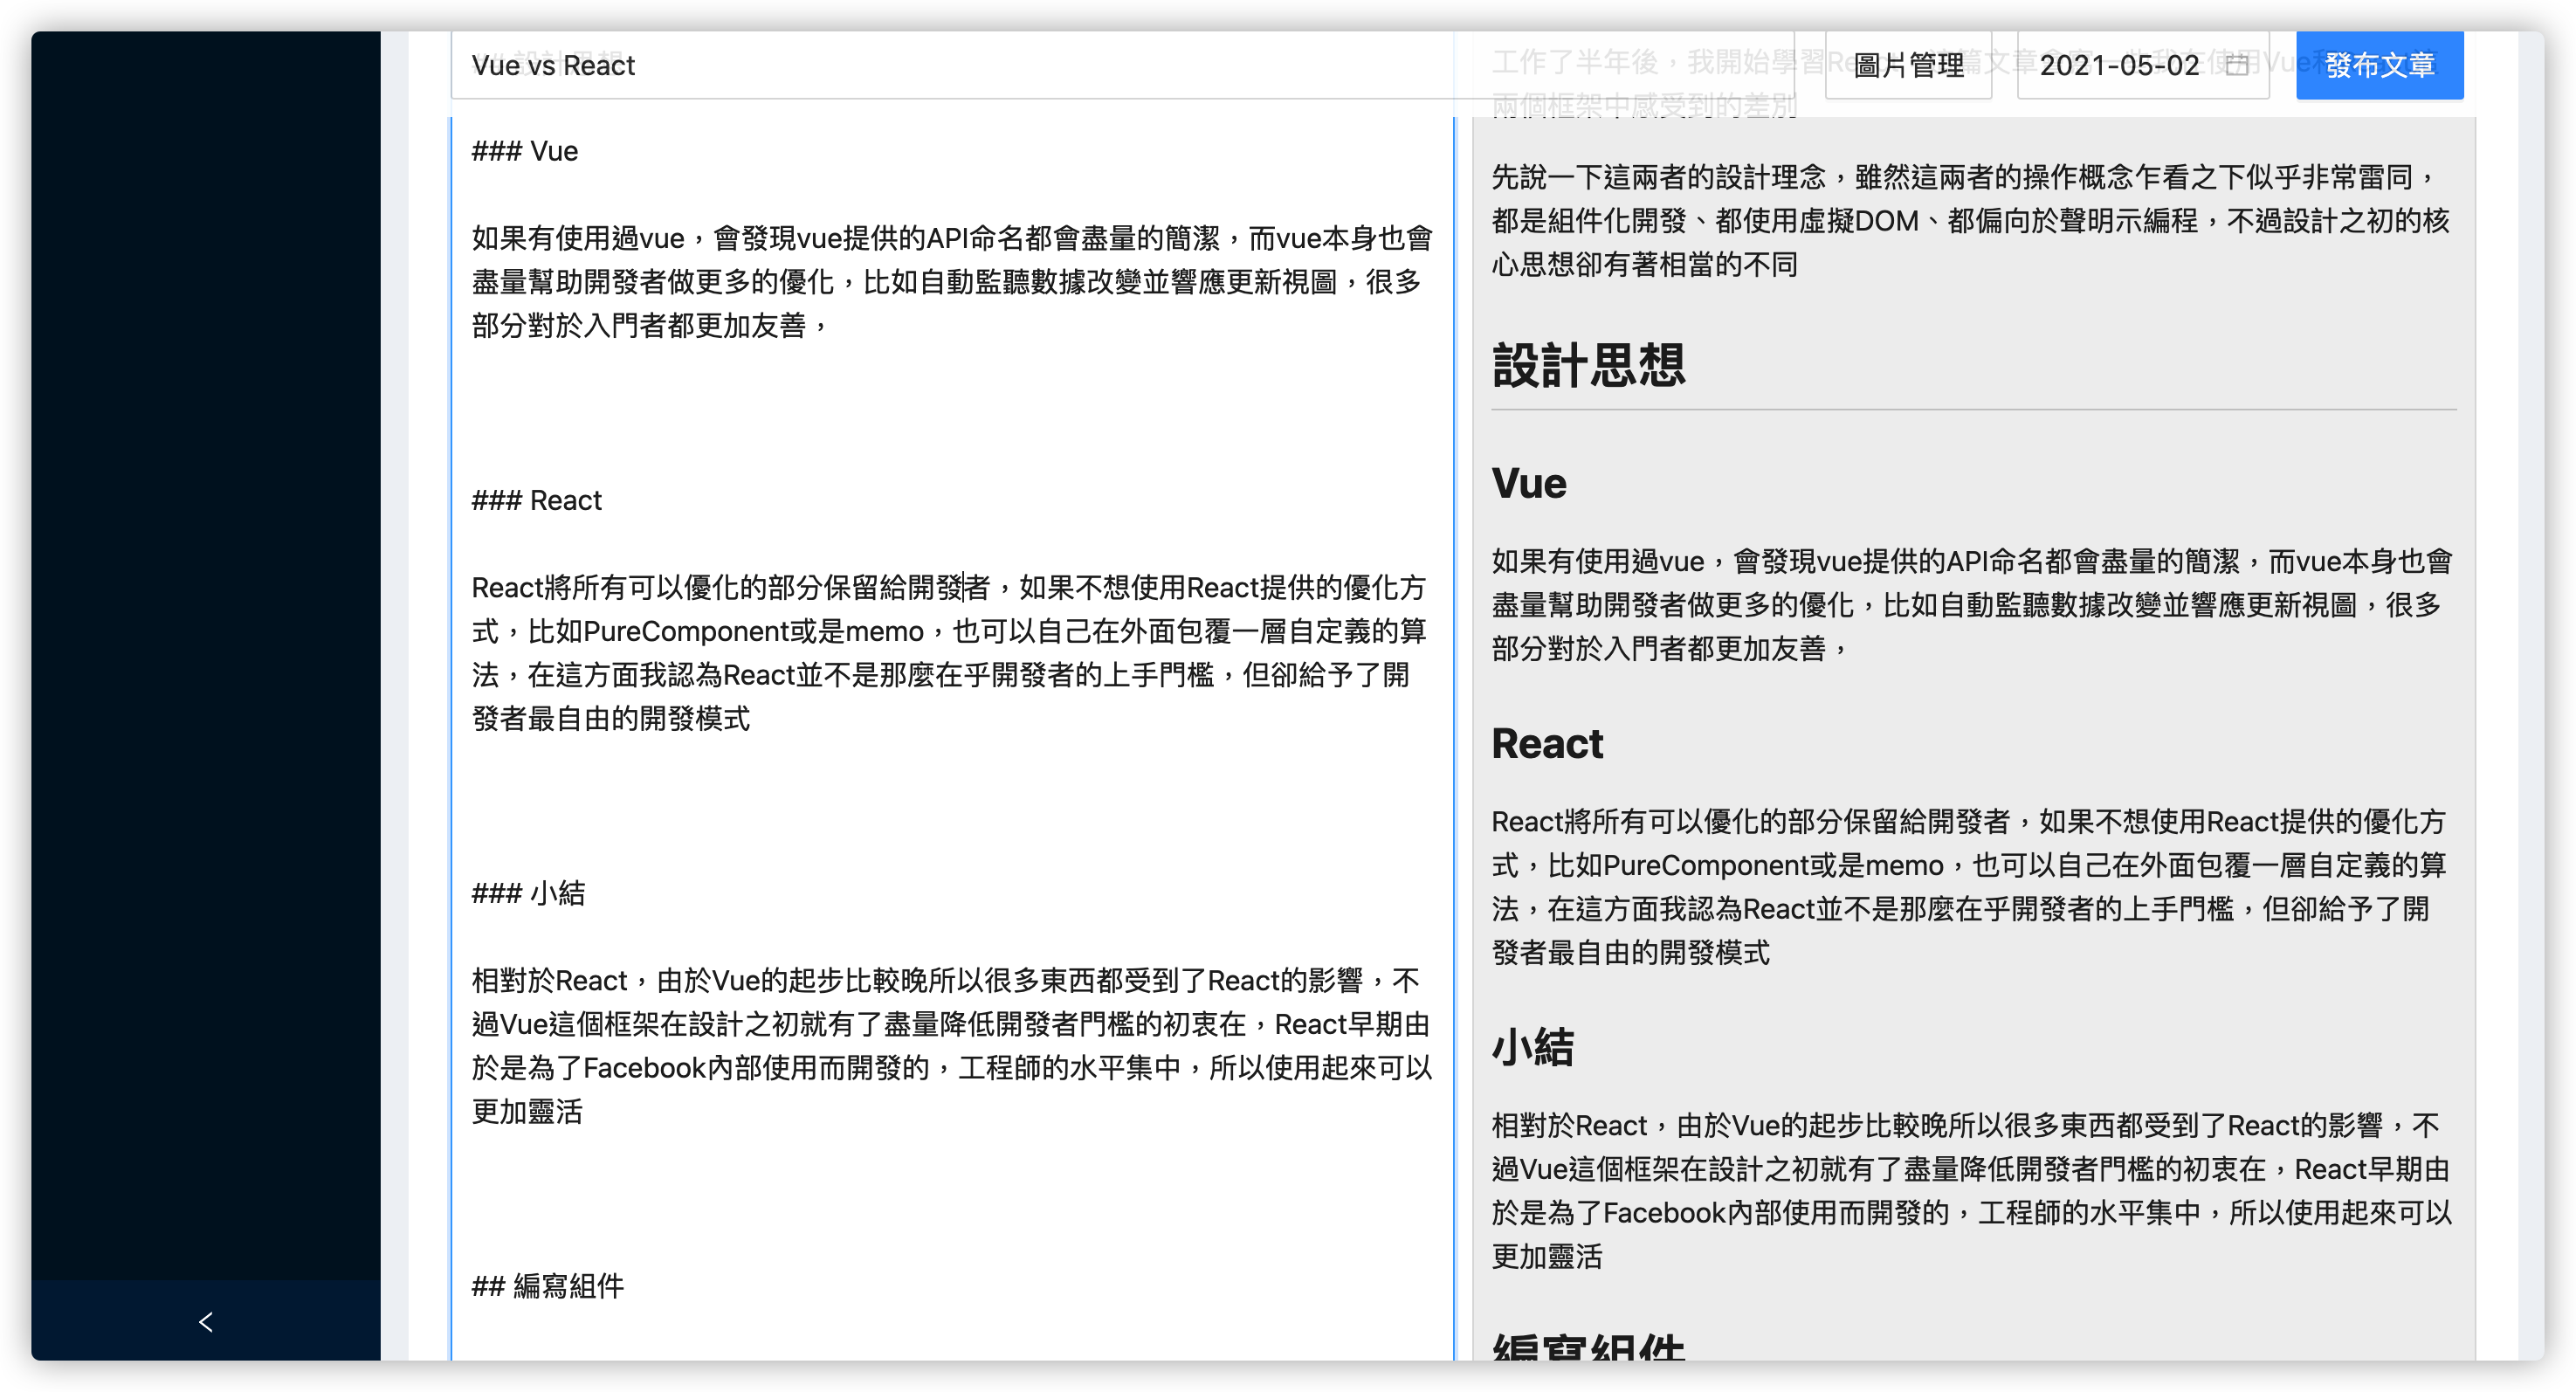 Vue vs React
圖片管理
2021-05-02
發布文章
### Vue
如果有使用過vue，會發現vue提供的API命名都會盡量的簡潔，而vue本身也會
盡量幫助開發者做更多的優化，比如自動監聽數據改變並響應更新視圖，很多
部分對於入門者都更加友善，
### React
React將所有可以優化的部分保留給開發者，如果不想使用React提供的優化方
式，比如PureComponent或是memo，也可以自己在外面包覆一層自定義的算
法，在這方面我認為React並不是那麼在乎開發者的上手門檻，但卻給予了開
發者最自由的開發模式
### 小結
相對於React，由於Vue的起步比較晚所以很多東西都受到了React的影響，不
過Vue這個框架在設計之初就有了盡量降低開發者門檻的初衷在，React早期由
於是為了Facebook內部使用而開發的，工程師的水平集中，所以使用起來可以
更加靈活
## 編寫組件
兩個框架中感受到的差別
先說一下這兩者的設計理念，雖然這兩者的操作概念乍看之下似乎非常雷同，
都是組件化開發、都使用虛擬DOM、都偏向於聲明示編程，不過設計之初的核
心思想卻有著相當的不同
設計思想
Vue
如果有使用過vue，會發現vue提供的API命名都會盡量的簡潔，而vue本身也會
盡量幫助開發者做更多的優化，比如自動監聽數據改變並響應更新視圖，很多
部分對於入門者都更加友善，
React
React將所有可以優化的部分保留給開發者，如果不想使用React提供的優化方
式，比如PureComponent或是memo，也可以自己在外面包覆一層自定義的算
法，在這方面我認為React並不是那麼在乎開發者的上手門檻，但卻給予了開
發者最自由的開發模式
小結
相對於React，由於Vue的起步比較晚所以很多東西都受到了React的影響，不
過Vue這個框架在設計之初就有了盡量降低開發者門檻的初衷在，React早期由
於是為了Facebook內部使用而開發的，工程師的水平集中，所以使用起來可以
更加靈活
編寫組件